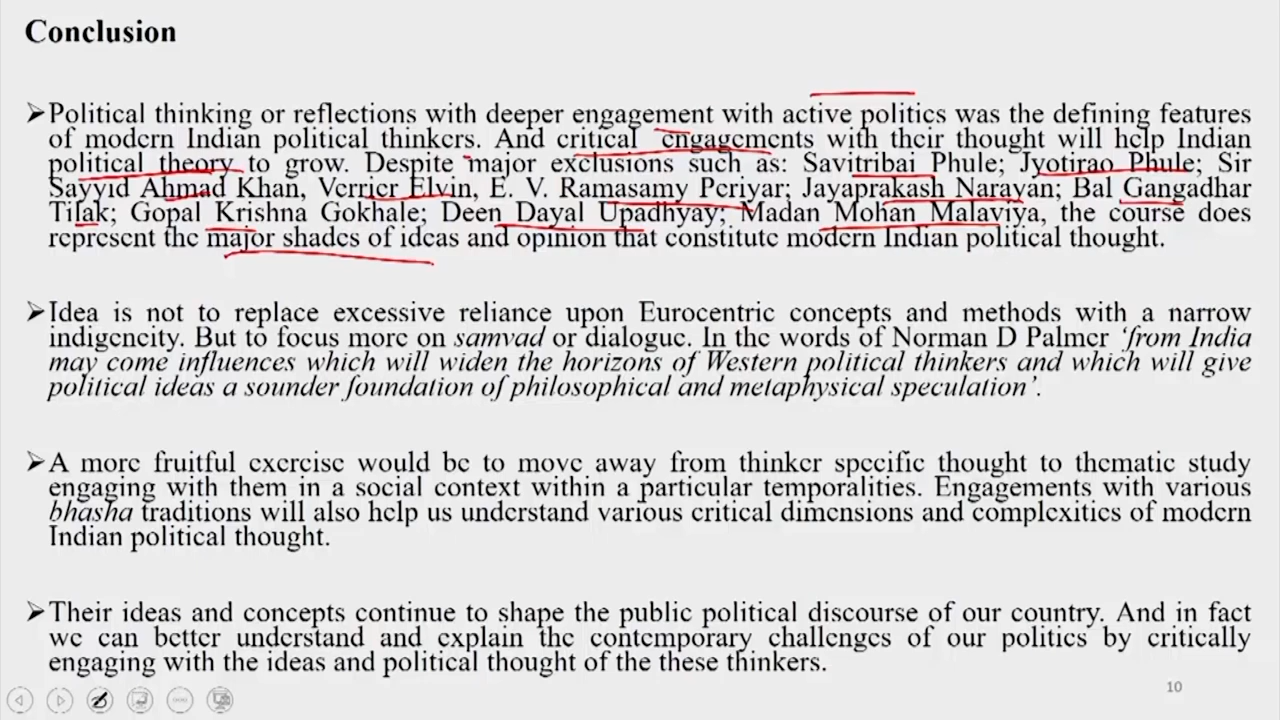 Conclusion
➢Political thinking or reflections with deeper engagement with active politics was the defining features
of modern Indian political thinkers. And critical engagements with their thought will help Indian
political theory to grow. Despite major exclusions such as: Savitribai Phule; Jyotirao Phule; Sir
Sayyid Ahmad Khan, Verrier Elvin, E. V. Ramasamy Periyar; Jayaprakash Narayan; Bal Gangadhar
Tilak; Gopal Krishna Gokhale; Deen Dayal Upadhyay; Madan Mohan Malaviya, the course does
represent the major shades of ideas and opinion that constitute modern Indian political thought.
➢Idea is not to replace excessive reliance upon Eurocentric concepts and methods with a narrow
indigeneity. But to focus more on samvad or dialogue. In the words of Norman D Palmer ‘from India
may come influences which will widen the horizons of Western political thinkers and which will give
political ideas a sounder foundation of philosophical and metaphysical speculation’.
➢A more fruitful exercise would be to move away from thinker specific thought to thematic study
engaging with them in a social context within a particular temporalities. Engagements with various
bhasha traditions will also help us understand various critical dimensions and complexities of modern
Indian political thought.
➢Their ideas and concepts continue to shape the public political discourse of our country. And in fact
we can better understand and explain the contemporary challenges of our politics by critically
engaging with the ideas and political thought of the these thinkers.
10